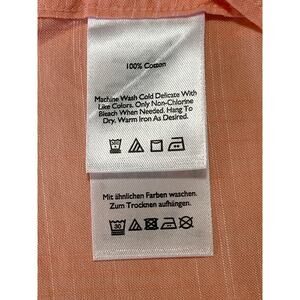 100% Cotton
Machine Wash Cold Delicate With
Like Colors. Only Non-Chlorine
Bleach When Needed. Hang To
Dry. Warm Iron As Desired.
Mit ähnlichen Farben waschen.
Zum Trocknen aufhängen.
30